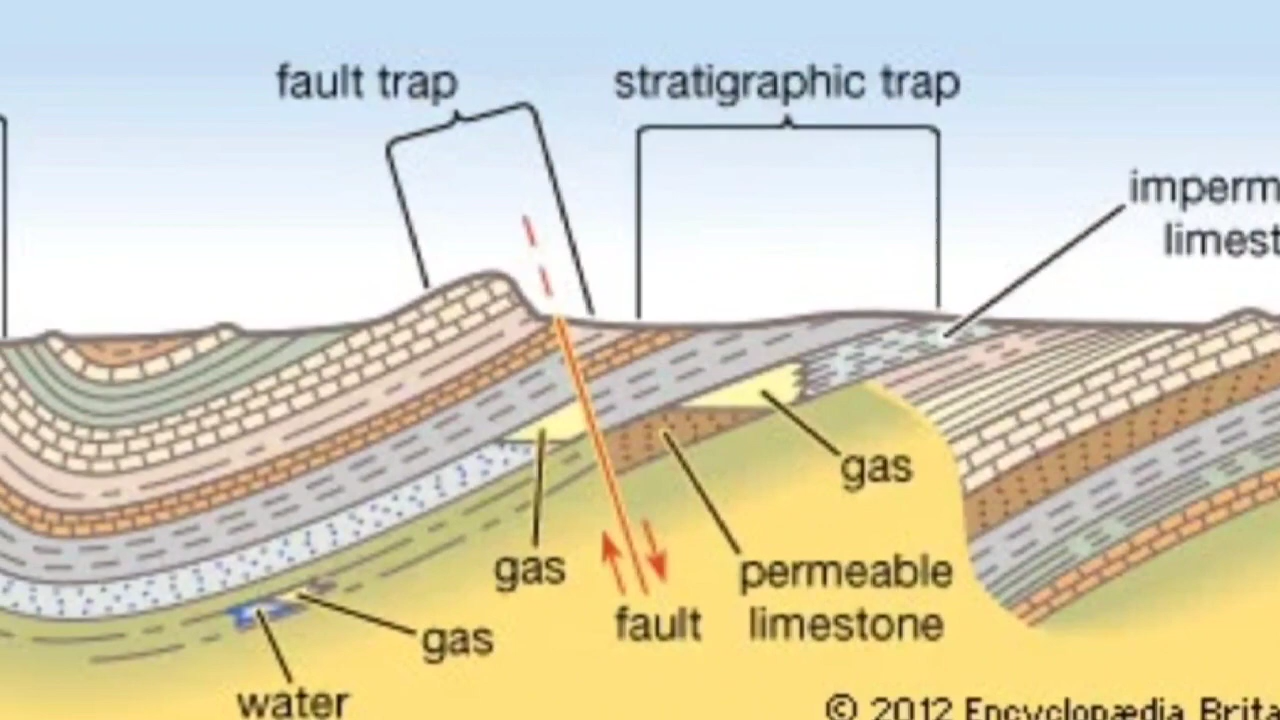 fault trap
stratigraphic trap
imperm
limest
gas
gas
permeable
limestone
fault
gas
water
© 2012 Encyclopædia Brita